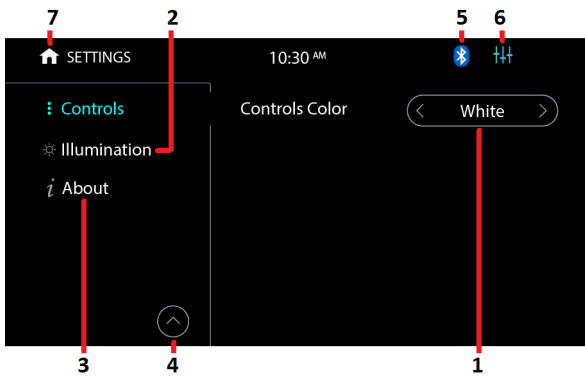 7 2 5 6
SETTINGS 10:30 AM
Controls Controls Color White
Illumination
i About
3 4 1